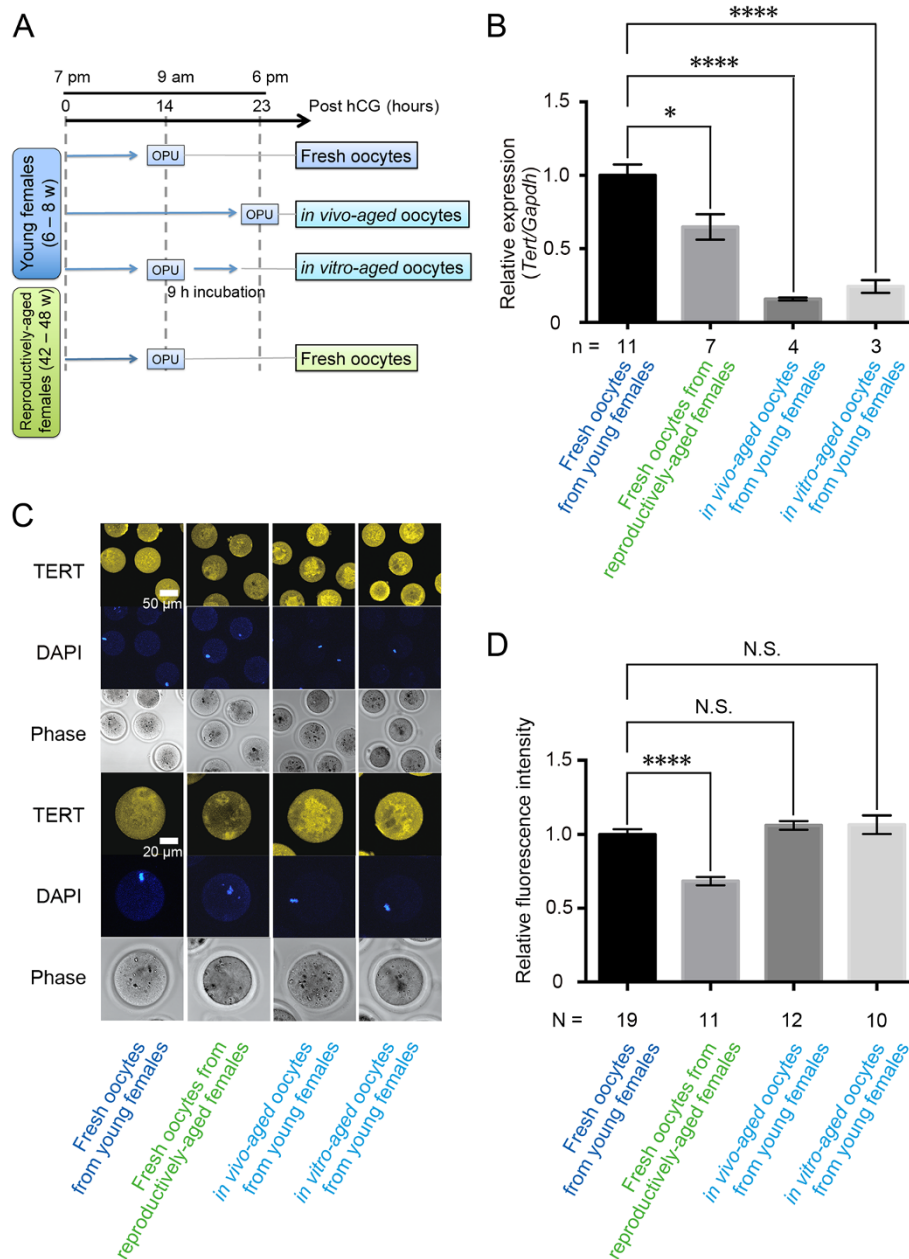 A
7 pm 9 am 6 pm
0 14 23 Post hCG (hours)
Young females
(6 – 8 w)
OPU Fresh oocytes
OPU in vivo-aged oocytes
OPU in vitro-aged oocytes
9 h incubation
Reproductively-aged
females (42 – 48 w)
OPU Fresh oocytes
B
****
****
*
Relative expression
(Tert/Gapdh)
1.5
1.0
0.5
0
n = 11 7 4 3
Fresh oocytes
from young females
Fresh oocytes from
reproductively-aged females
in vivo-aged oocytes
from young females
in vitro-aged oocytes
from young females
C
TERT
50 µm
DAPI
Phase
TERT
20 µm
DAPI
Phase
Fresh oocytes
from young females
Fresh oocytes from
reproductively-aged females
in vivo-aged oocytes
from young females
in vitro-aged oocytes
from young females
D
N.S.
N.S.
****
Relative fluorescence intensity
1.5
1.0
0.5
0
N = 19 11 12 10
Fresh oocytes
from young females
Fresh oocytes from
reproductively-aged females
in vivo-aged oocytes
from young females
in vitro-aged oocytes
from young females